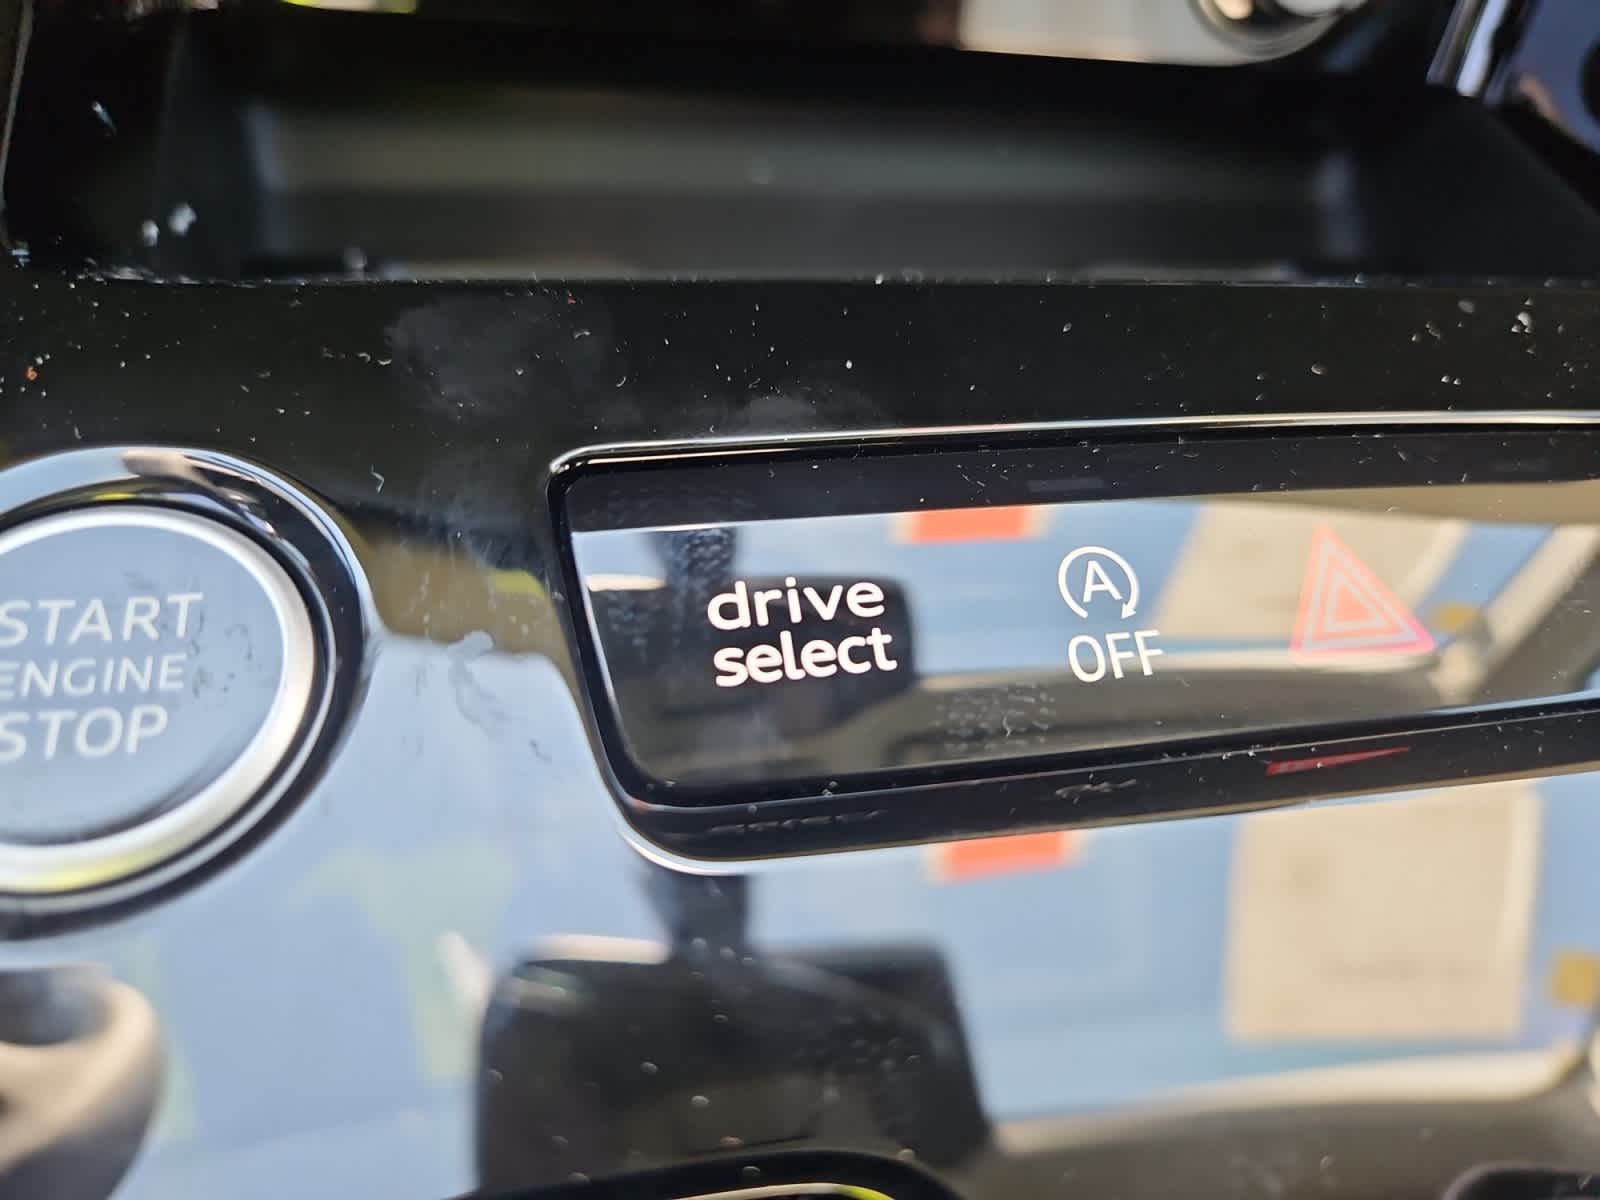 START
ENGINE
STOP
drive
select
A
OFF